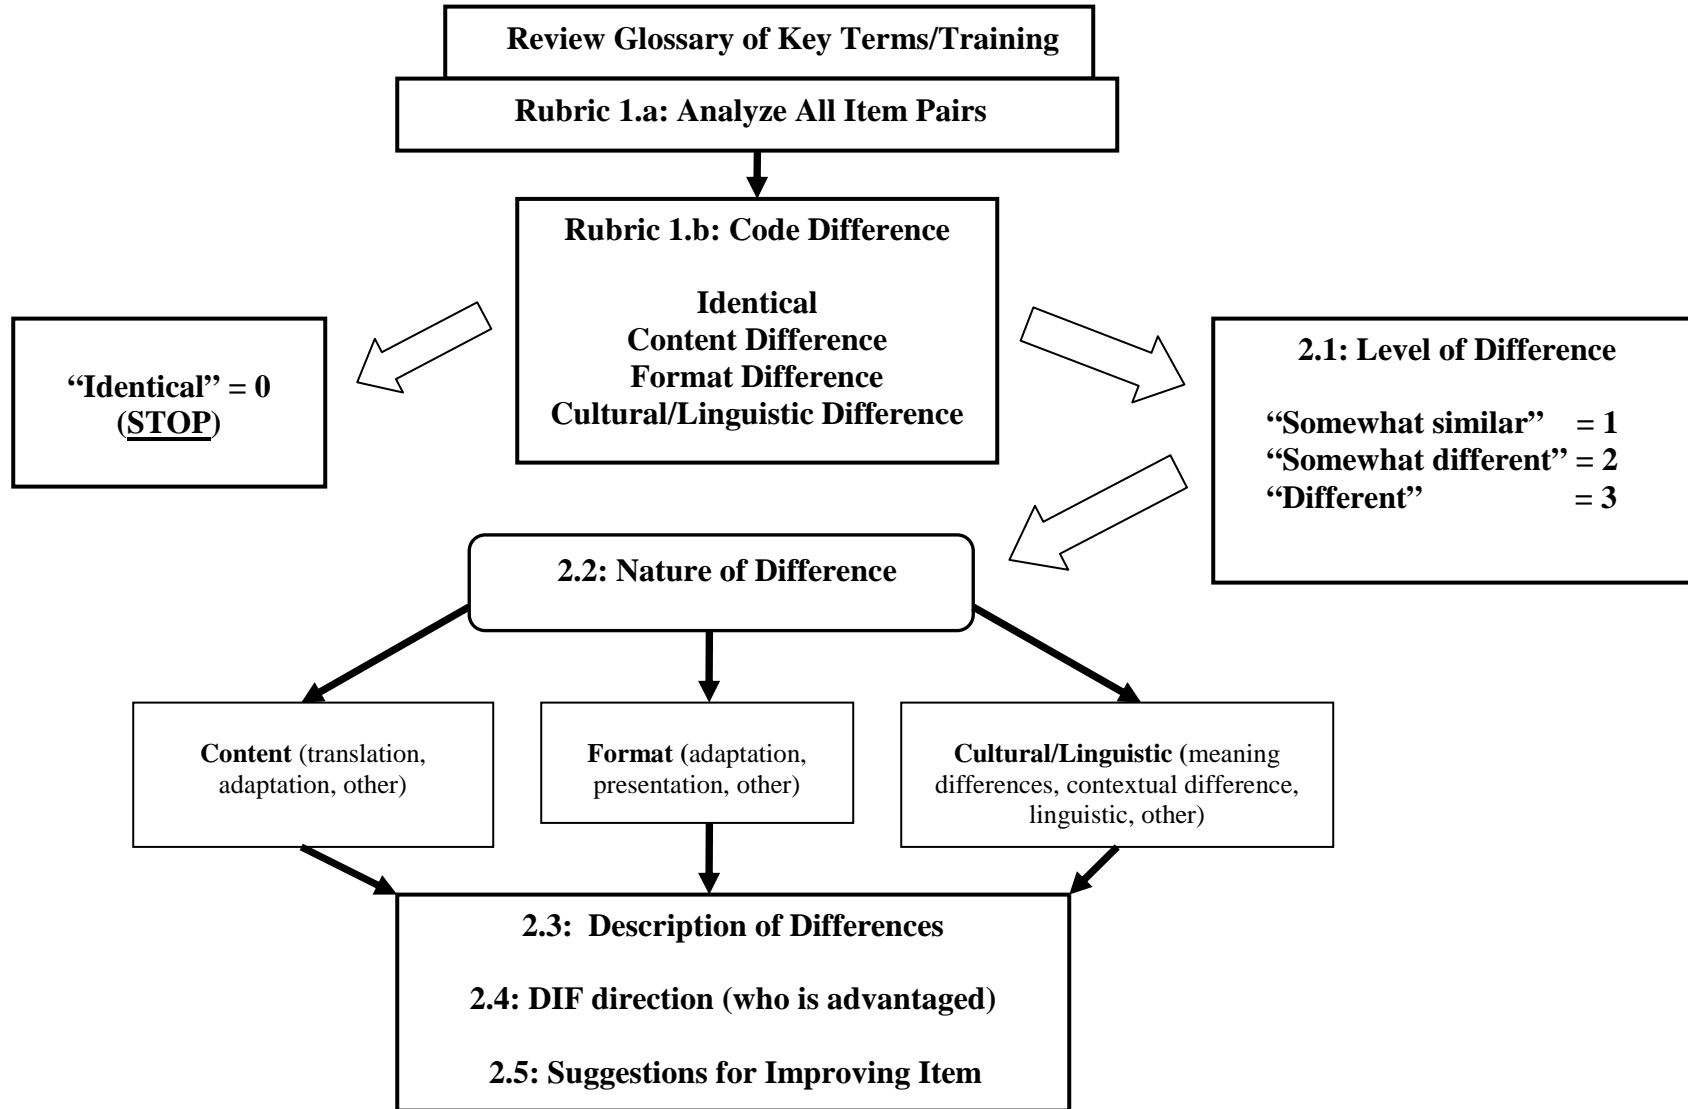 Review Glossary of Key Terms/Training
Rubric 1.a: Analyze All Item Pairs
Rubric 1.b: Code Difference
Identical
Content Difference
Format Difference
Cultural/Linguistic Difference
“Identical” = 0
(STOP)
2.1: Level of Difference
“Somewhat similar” = 1
“Somewhat different” = 2
“Different” = 3
2.2: Nature of Difference
Content (translation,
adaptation, other)
Format (adaptation,
presentation, other)
Cultural/Linguistic (meaning
differences, contextual difference,
linguistic, other)
2.3: Description of Differences
2.4: DIF direction (who is advantaged)
2.5: Suggestions for Improving Item